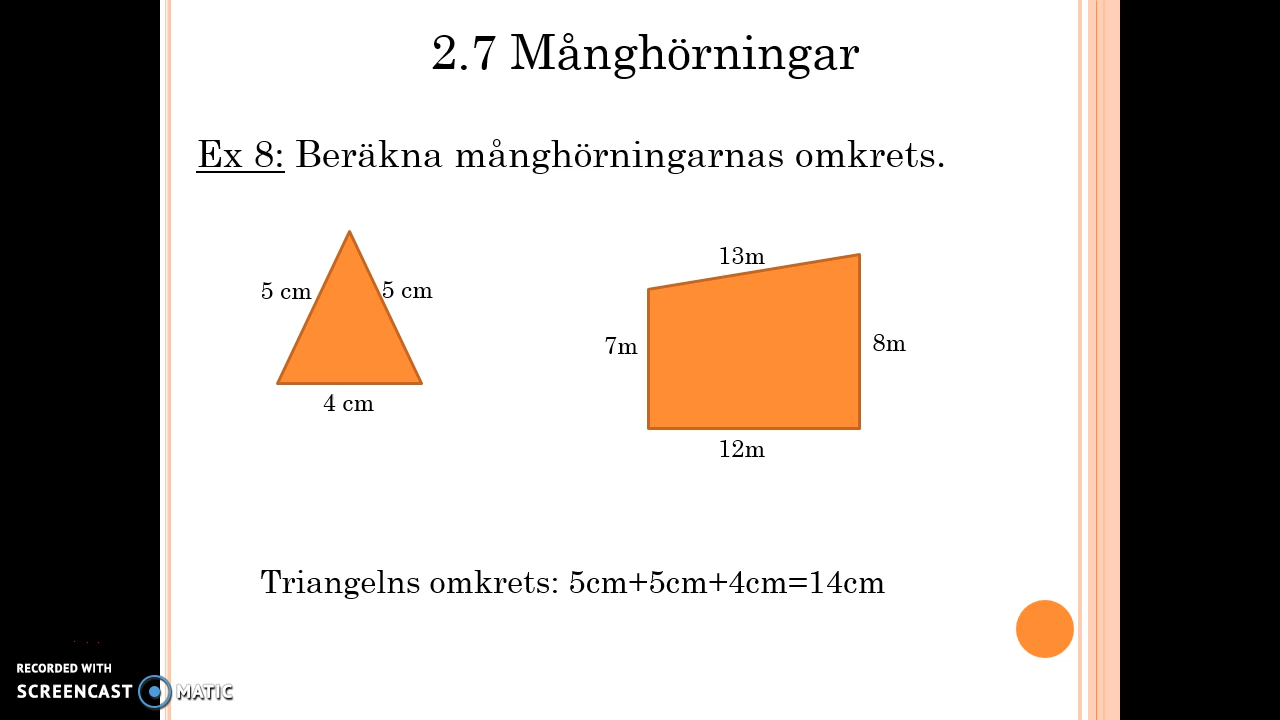 2.7 Månghörningar
Ex 8: Beräkna månghörningarnas omkrets.
13m
5 cm
5 cm
7m
8m
4 cm
12m
Triangelns omkrets: 5cm+5cm+4cm=14cm
RECORDED WITH
SCREENCAST MATIC